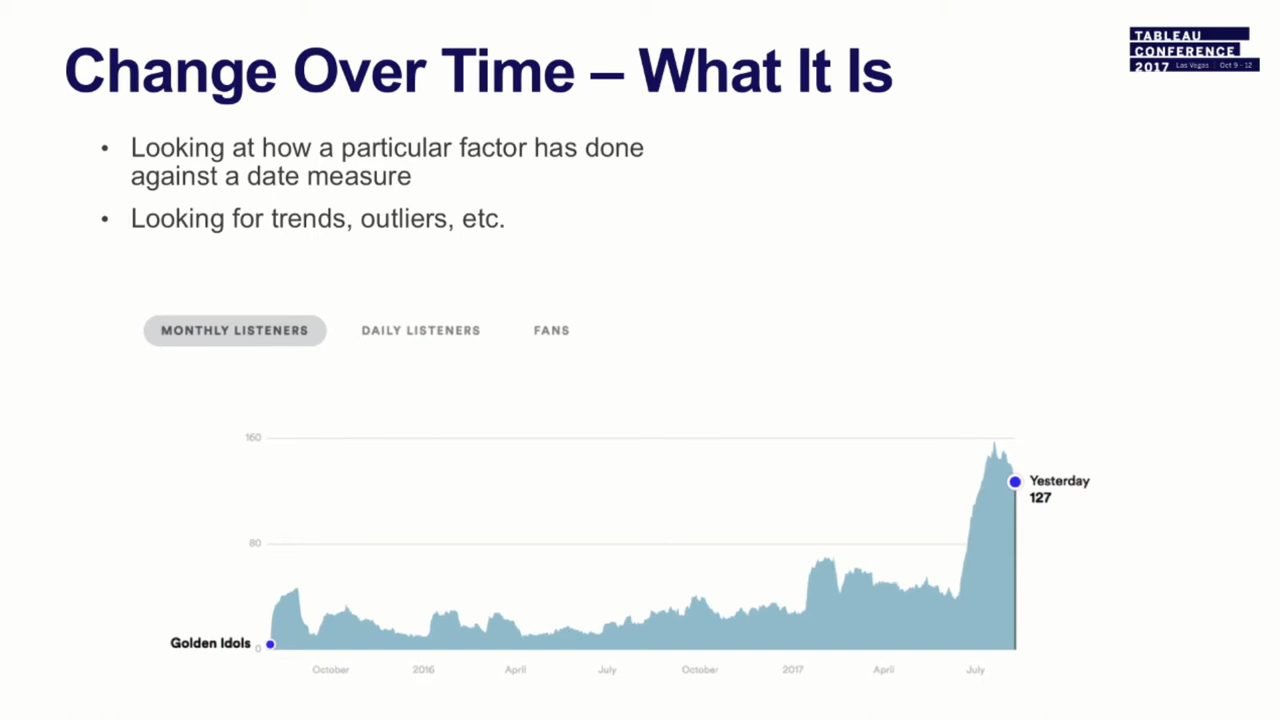 Change Over Time – What It Is
TABLEAU
CONFERENCE
2017 Las Vegas | Oct 9 - 12
• Looking at how a particular factor has done
against a date measure
• Looking for trends, outliers, etc.
MONTHLY LISTENERS DAILY LISTENERS FANS
160
Yesterday
127
80
Golden Idols 0
October 2016 April July October 2017 April July